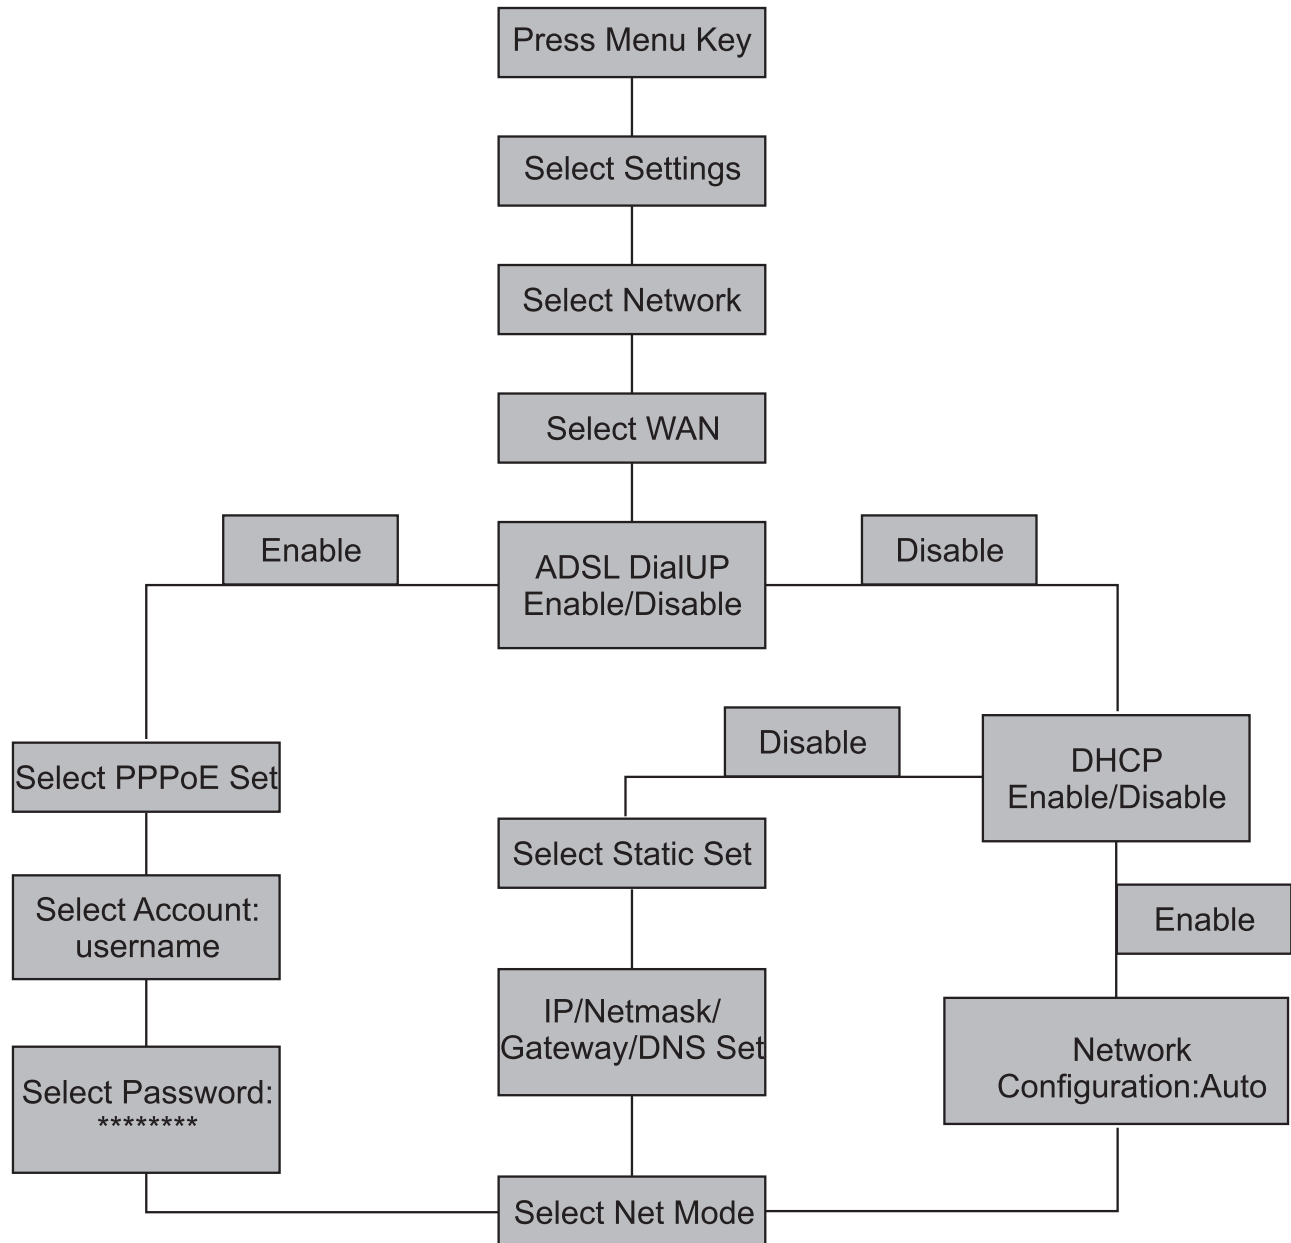 Press Menu Key
Select Settings
Select Network
Select WAN
Enable
ADSL DialUP
Enable/Disable
Disable
Select PPPoE Set
Disable
DHCP
Enable/Disable
Select Static Set
Select Account:
username
Enable
IP/Netmask/
Gateway/DNS Set
Network
Configuration:Auto
Select Password:
********
Select Net Mode